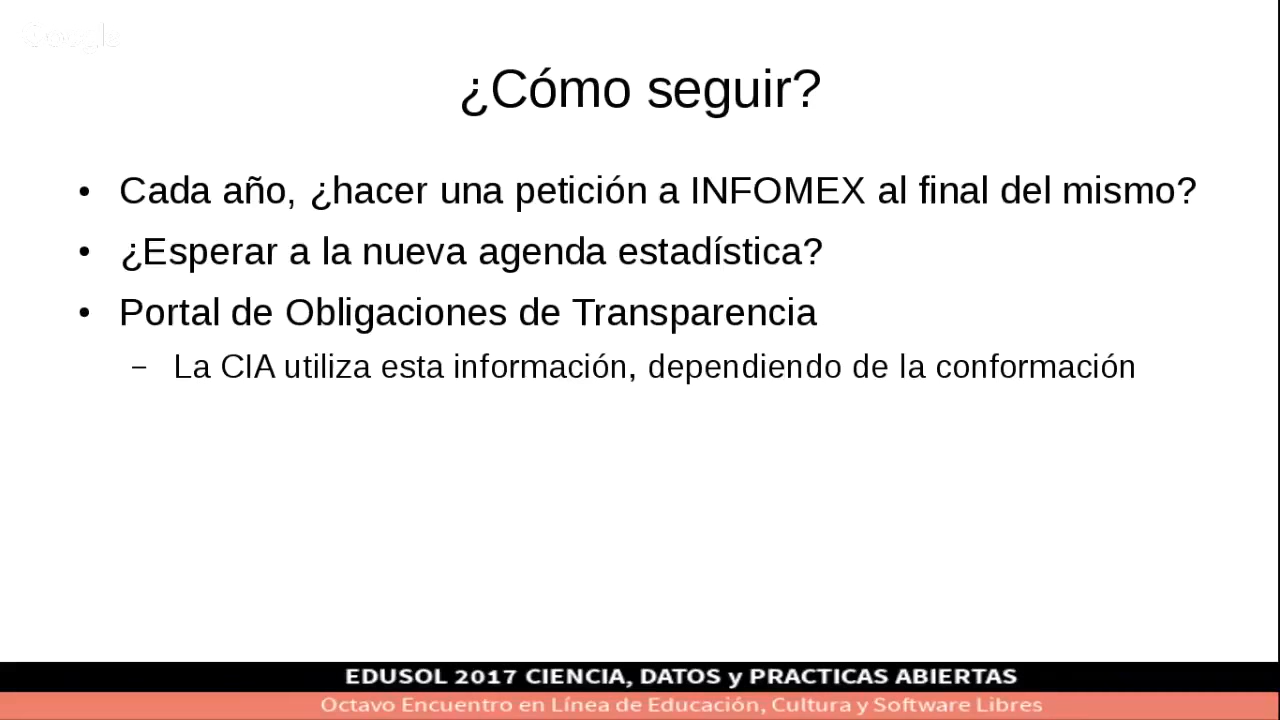 ¿Cómo seguir?
• Cada año, ¿hacer una petición a INFOMEX al final del mismo?
• ¿Esperar a la nueva agenda estadística?
• Portal de Obligaciones de Transparencia
– La CIA utiliza esta información, dependiendo de la conformación
EDUSOL 2017 CIENCIA, DATOS y PRACTICAS ABIERTAS
Octavo Encuentro en Línea de Educación, Cultura y Software Libres